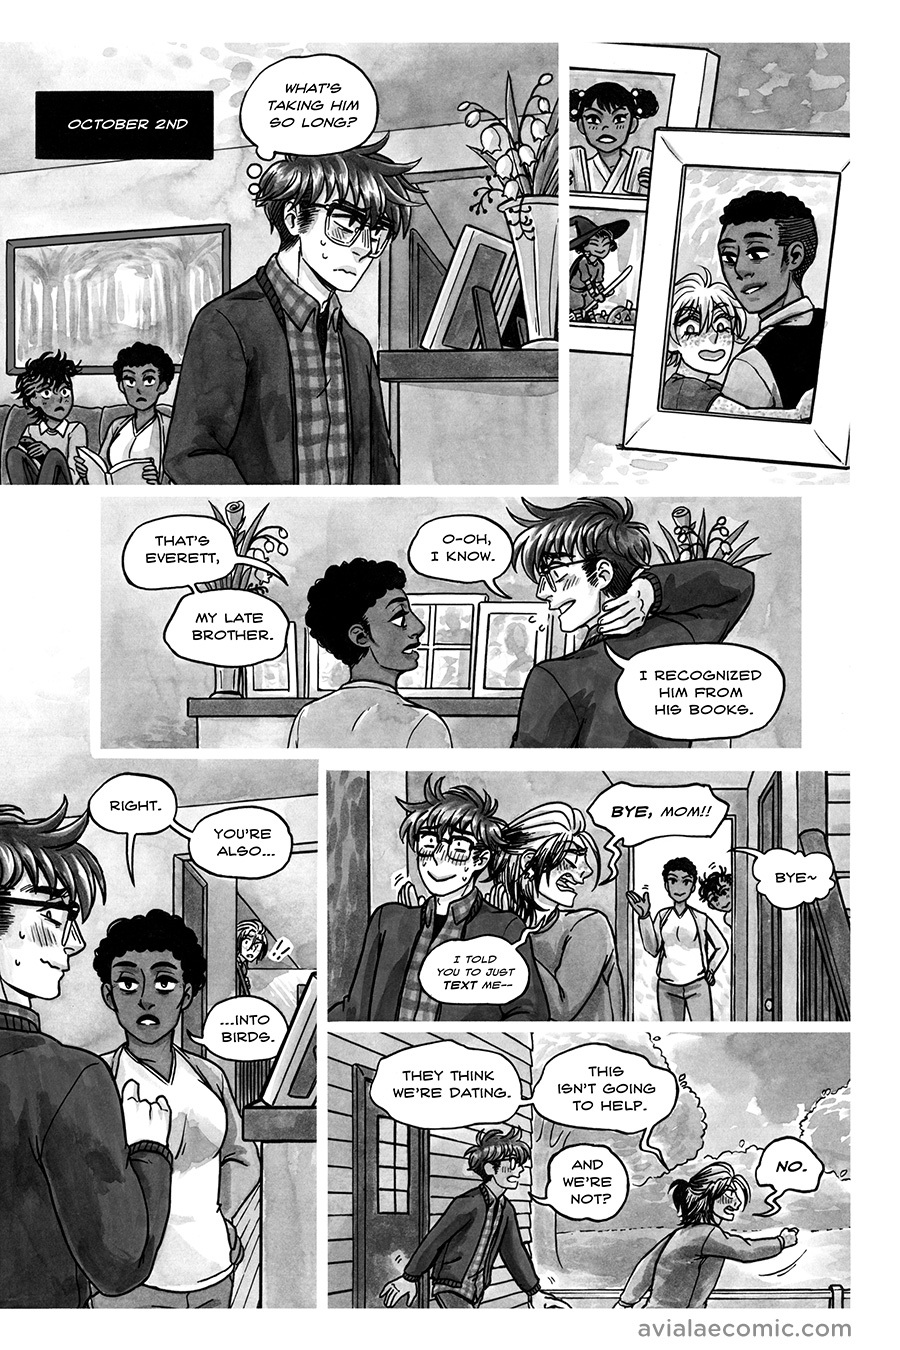 OCTOBER 2ND
WHAT'S
TAKING HIM
SO LONG?
THAT'S
EVERETT,
MY LATE
BROTHER.
O-OH,
I KNOW.
I RECOGNIZED
HIM FROM
HIS BOOKS.
RIGHT.
YOU'RE
ALSO...
!!
...INTO
BIRDS.
BYE, MOM!!
BYE~
I TOLD
YOU TO JUST
TEXT ME--
THEY THINK
WE'RE DATING.
THIS
ISN'T GOING
TO HELP.
AND
WE'RE
NOT?
NO.
avialaecomic.com